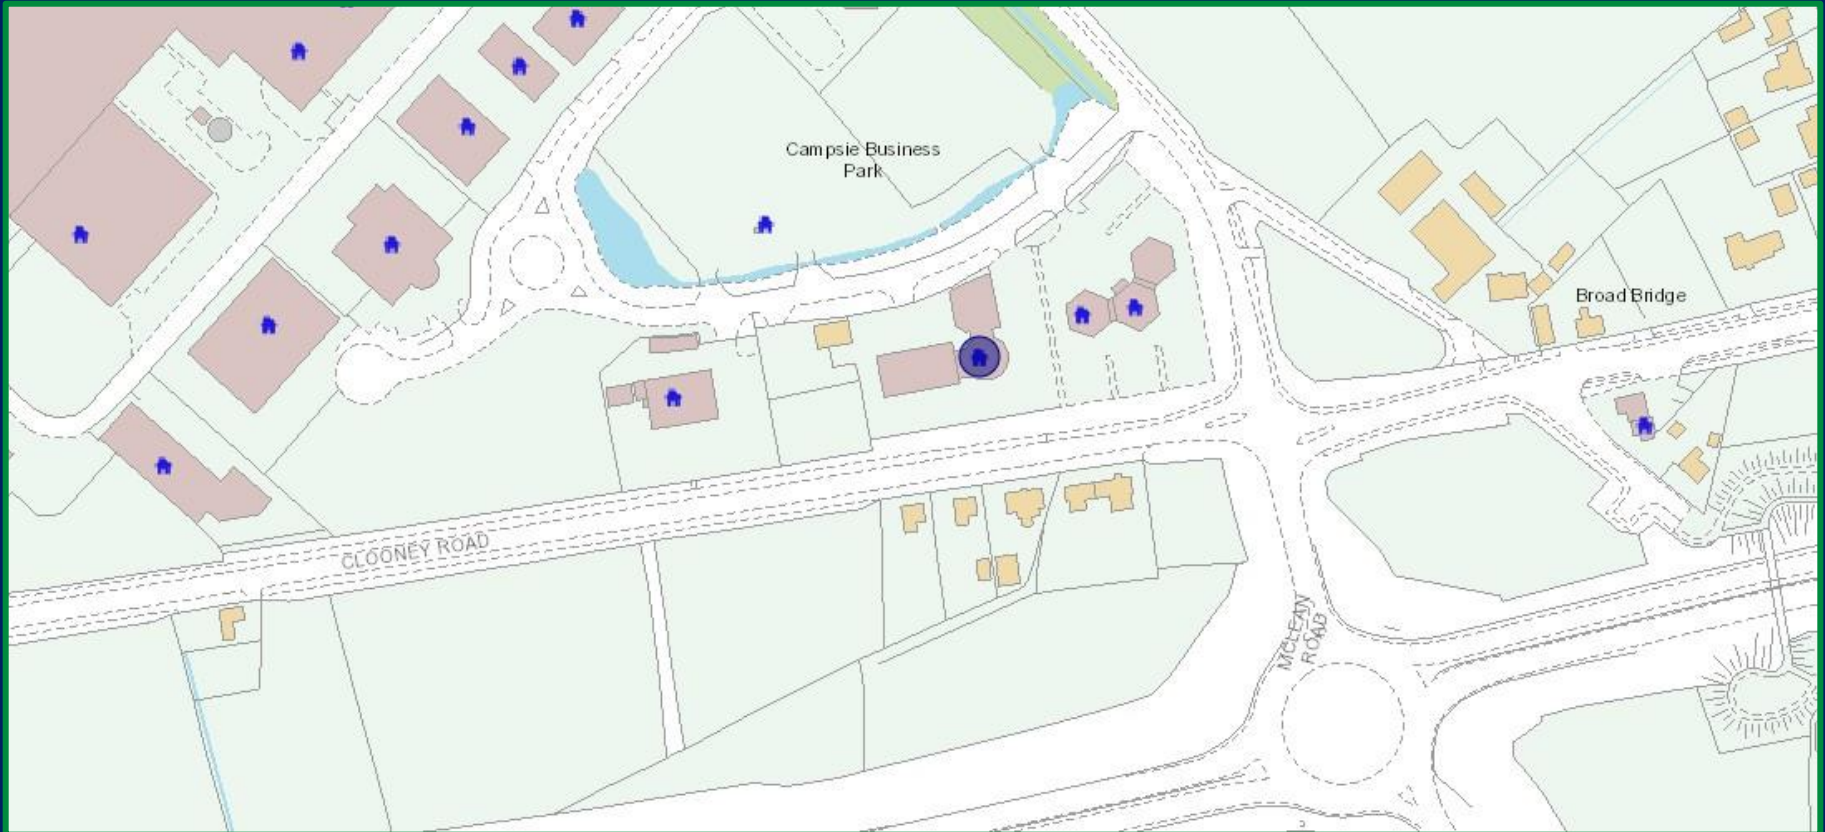 Campsie Business
Park
Broad Bridge
CLOONEY ROAD
MCLEAN
ROAD